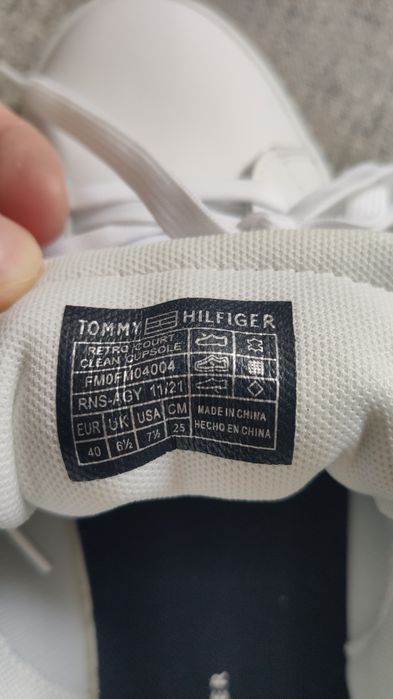 TOMMY HILFIGER
RETRO COURT
CLEAN CUPSOLE
FM0FM04004
RNS-AGY 11/21
EUR UK USA CM
40 6½ 7½ 25
MADE IN CHINA
HECHO EN CHINA
ER